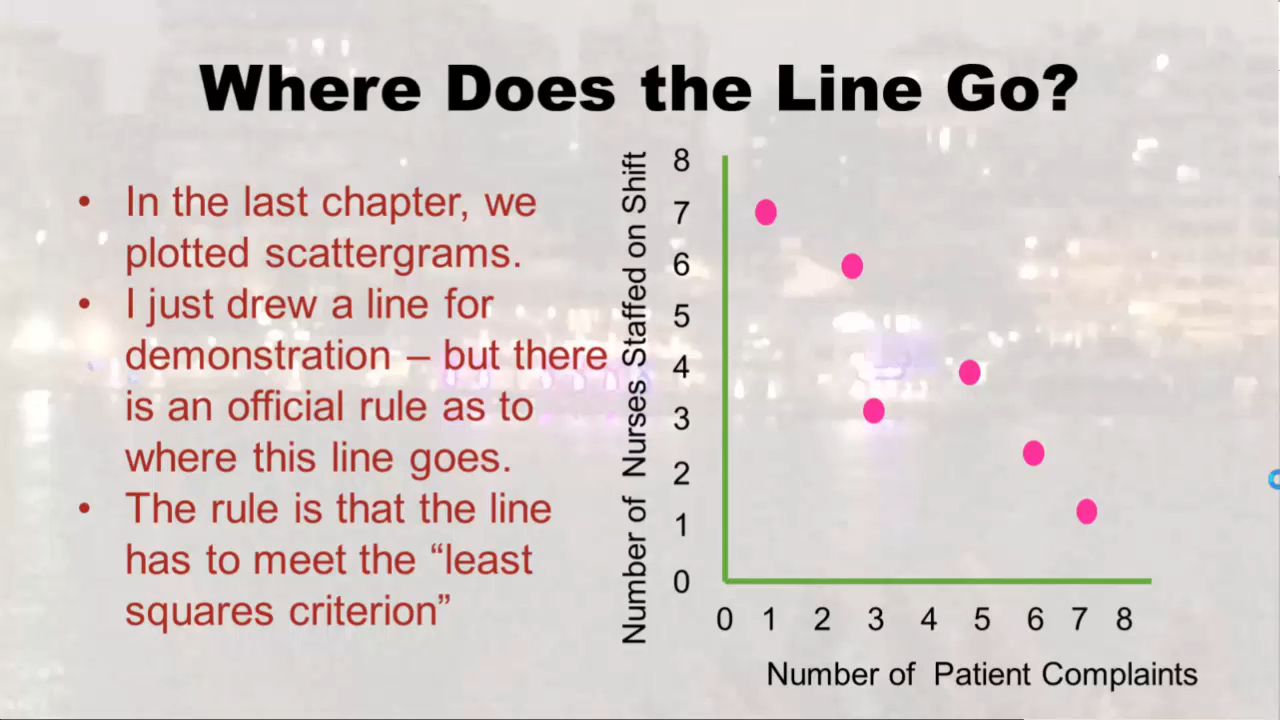 Where Does the Line Go?
• In the last chapter, we
plotted scattergrams.
• I just drew a line for
demonstration – but there
is an official rule as to
where this line goes.
• The rule is that the line
has to meet the “least
squares criterion”
Number of Nurses Staffed on Shift
8
7
6
5
4
3
2
1
0
0 1 2 3 4 5 6 7 8
Number of Patient Complaints